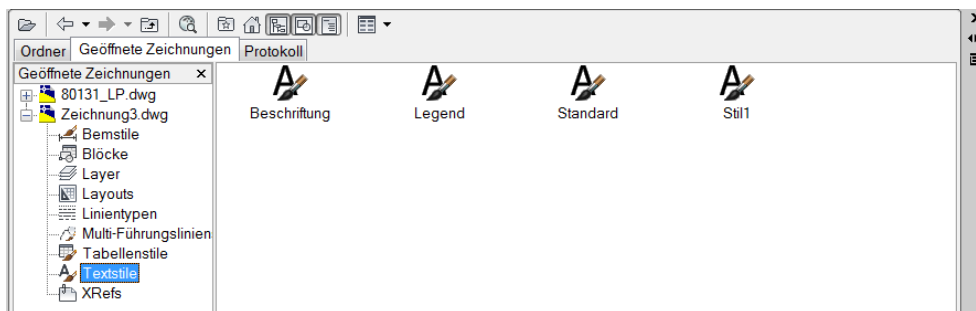 Ordner Geöffnete Zeichnungen Protokoll
Geöffnete Zeichnungen
80131_LP.dwg
Zeichnung3.dwg
Bemstile
Blöcke
Layer
Layouts
Linientypen
Multi-Führungslinien
Tabellenstile
Textstile
XRefs
Beschriftung Legend Standard Stil1